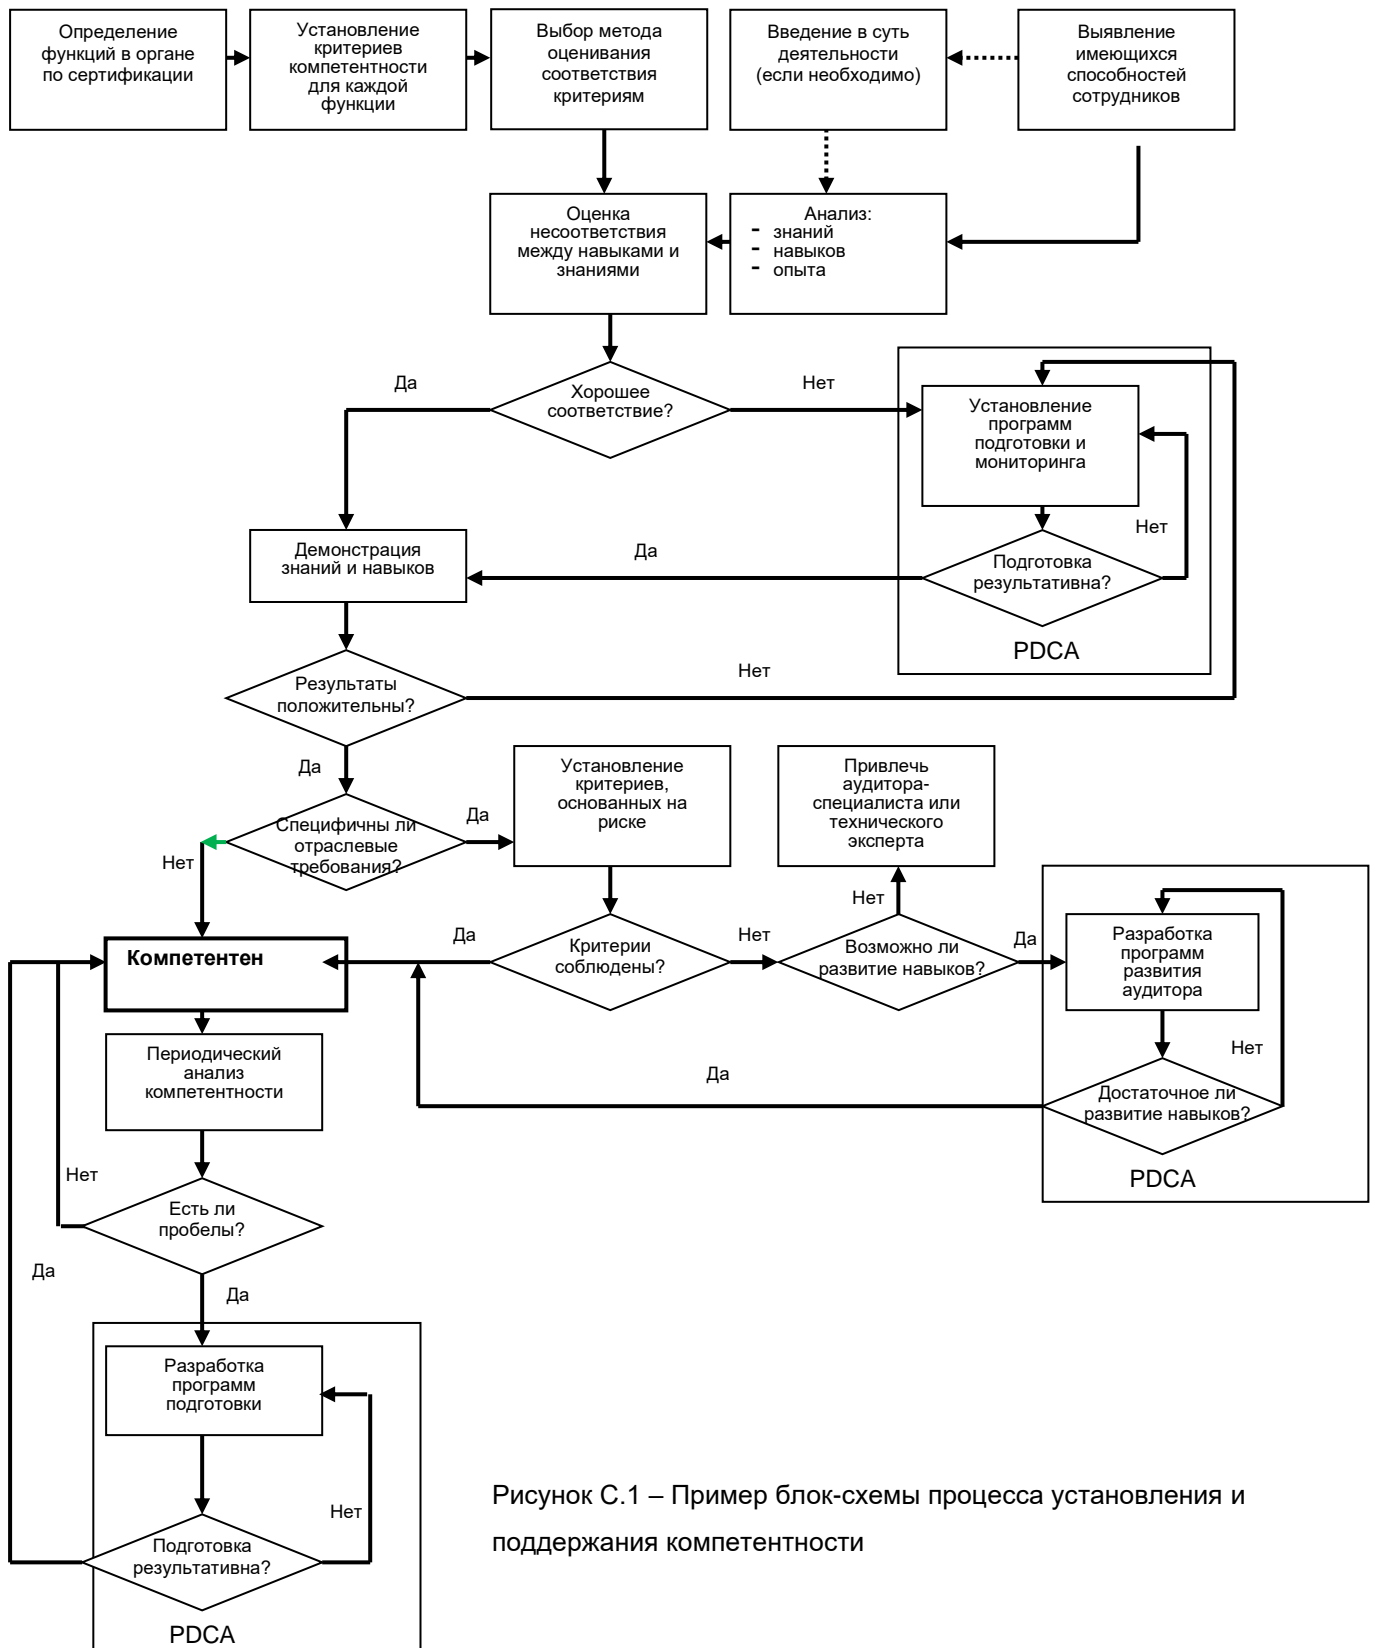 Определение
функций в органе
по сертификации
Установление
критериев
компетентности
для каждой
функции
Выбор метода
оценивания
соответствия
критериям
Введение в суть
деятельности
(если необходимо)
Выявление
имеющихся
способностей
сотрудников
Оценка
несоответствия
между навыками и
знаниями
Анализ:
- знаний
- навыков
- опыта
Да
Хорошее
соответствие?
Нет
Установление
программ
подготовки и
мониторинга
Нет
Демонстрация
знаний и навыков
Да
Подготовка
результативна?
PDCA
Результаты
положительны?
Нет
Да
Специфичны ли
отраслевые
требования?
Да
Нет
Установление
критериев,
основанных на
риске
Привлечь
аудитора-
специалиста или
технического
эксперта
Нет
Компетентен
Да
Критерии
соблюдены?
Нет
Возможно ли
развитие навыков?
Да
Разработка
программ
развития
аудитора
Нет
Периодический
анализ
компетентности
Да
Достаточное ли
развитие навыков?
PDCA
Нет
Есть ли
пробелы?
Да
Да
Разработка
программ
подготовки
Нет
Подготовка
результативна?
PDCA
Рисунок С.1 – Пример блок-схемы процесса установления и
поддержания компетентности